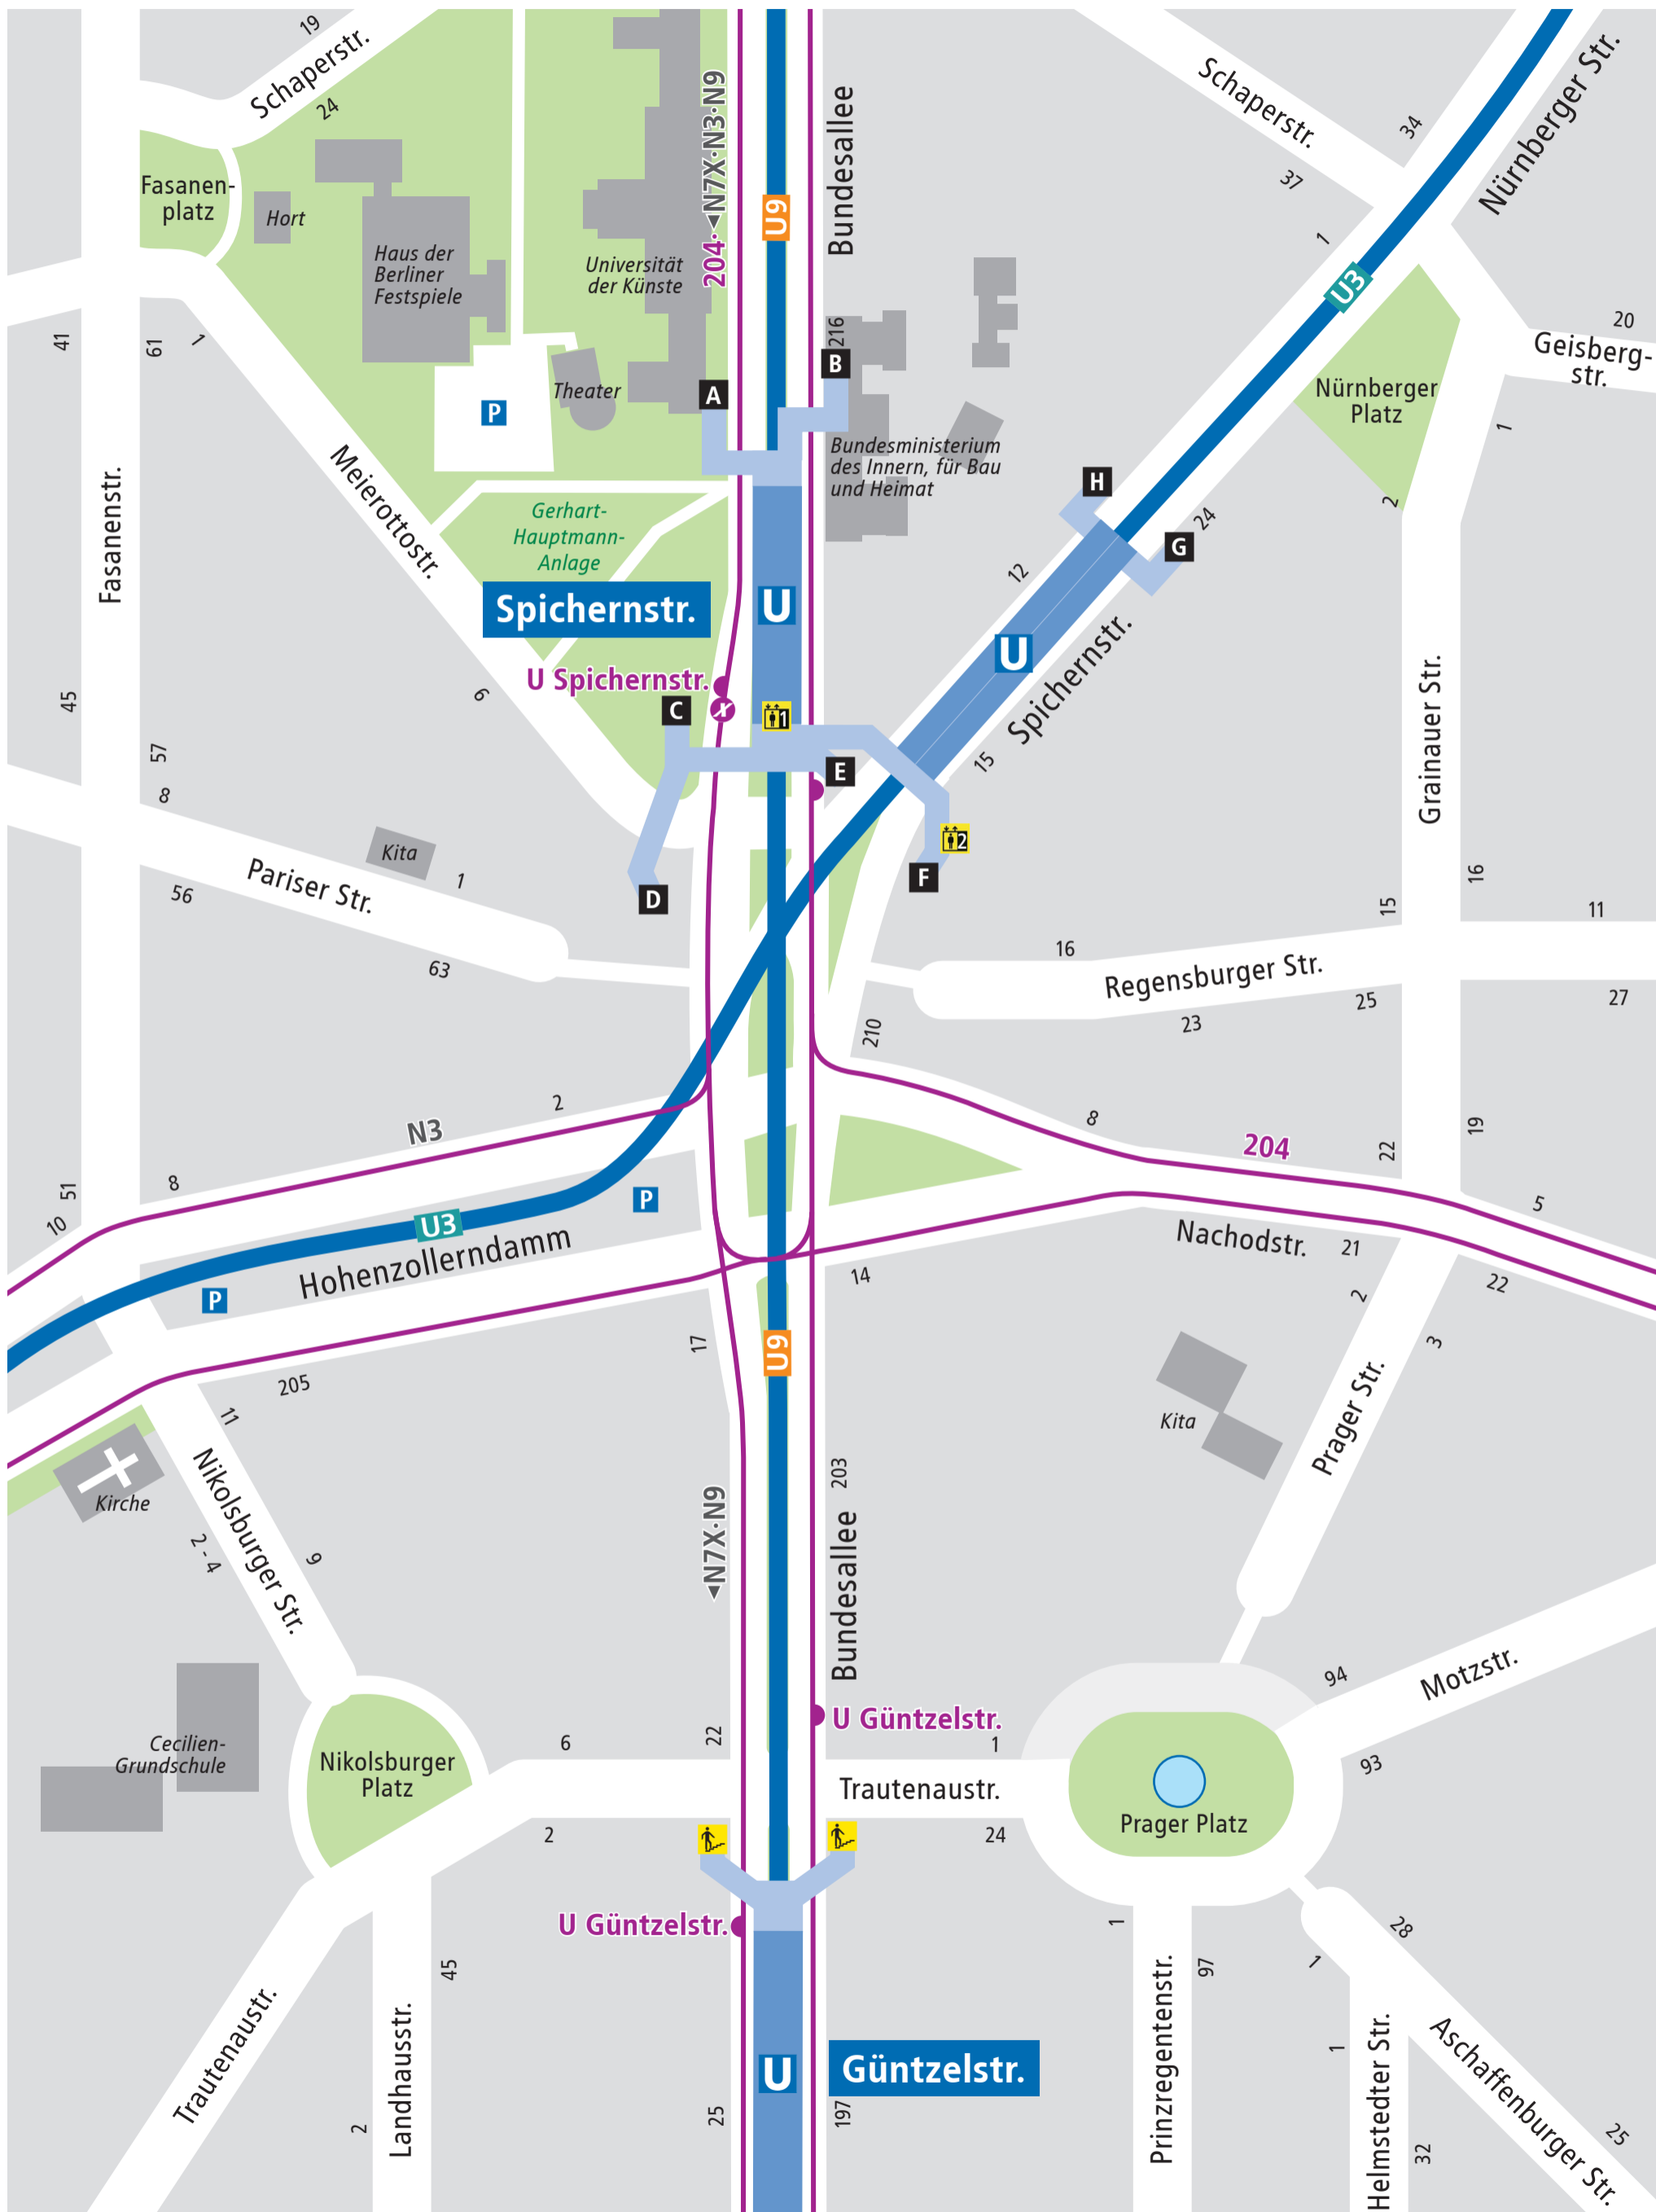 19
Schaperstr.
24
204·◄N7X·N3·N9
U9
Bundesallee
Schaperstr.
37
34
Nürnberger Str.
1
U3
Fasanen-
platz
Hort
Haus der
Berliner
Festspiele
Universität
der Künste
41
61
1
216
B
A
P
Theater
Bundesministerium
des Innern, für Bau
und Heimat
20
Geisberg-
str.
Nürnberger
Platz
1
2
H
24
G
12
Meierottostr.
Fasanenstr.
Gerhart-
Hauptmann-
Anlage
Spichernstr.
U
U
Spichernstr.
U Spichernstr.
X
C
1
E
15
6
45
57
8
2
F
D
Kita
1
Pariser Str.
56
63
Grainauer Str.
16
15
11
16
Regensburger Str.
25
23
27
210
2
N3
8
8
204
22
19
51
10
5
P
U3
Hohenzollerndamm
P
Nachodstr.
21
22
14
2
3
17
U9
205
11
Kirche
Nikolsburger Str.
2 - 4
9
◄N7X·N9
203
Bundesallee
Kita
Prager Str.
94
Motzstr.
93
Cecilien-
Grundschule
Nikolsburger
Platz
6
22
U Güntzelstr.
1
Trautenaustr.
2
24
Prager Platz
U Güntzelstr.
1
97
28
1
45
Trautenaustr.
Landhausstr.
2
25
U
Güntzelstr.
197
Prinzregentenstr.
1
Helmstedter Str.
32
Aschaffenburger Str.
25